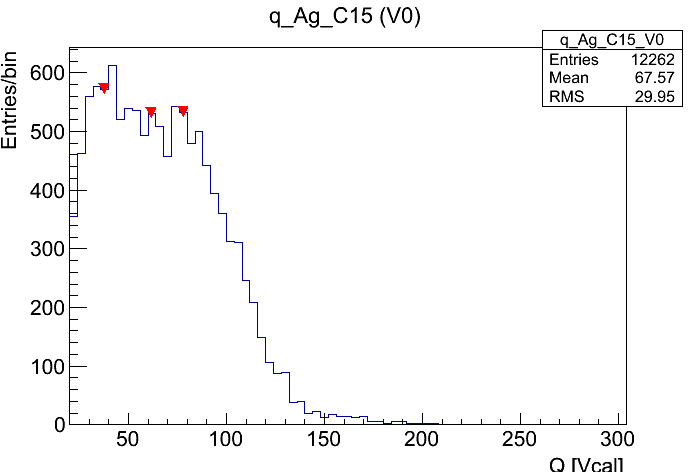 q_Ag_C15 (V0)
q_Ag_C15_V0
Entries 12262
Mean 67.57
RMS 29.95
Entries/bin
600
500
400
300
200
100
0
50 100 150 200 250 300
Q [Vcal]